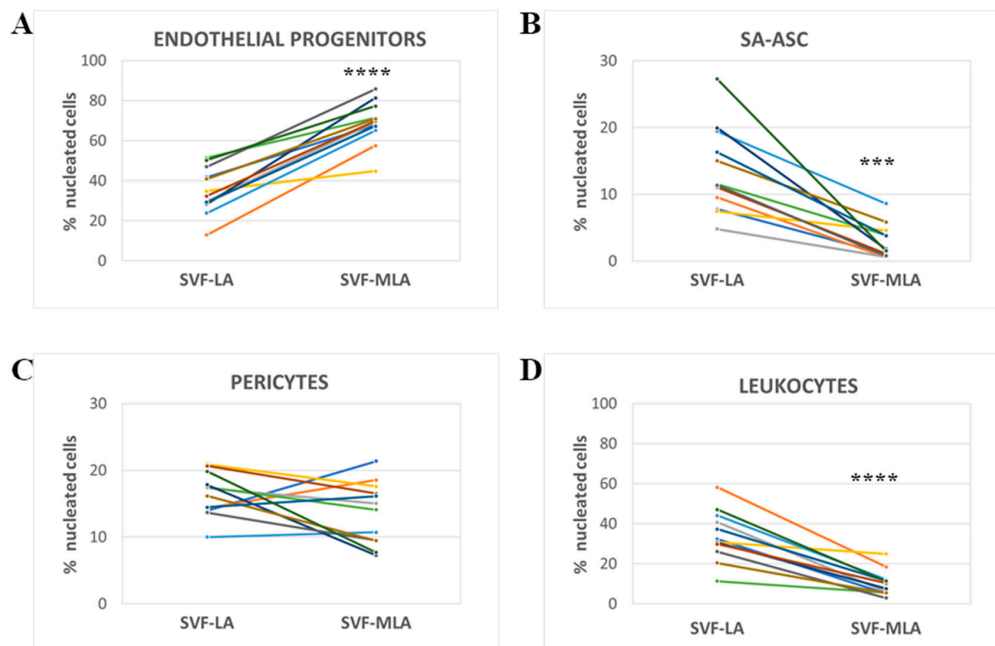 A
ENDOTHELIAL PROGENITORS
100
80
60
40
20
0
% nucleated cells
****
SVF-LA SVF-MLA
B
SA-ASC
30
20
10
0
% nucleated cells
***
SVF-LA SVF-MLA
C
PERICYTES
30
20
10
0
% nucleated cells
SVF-LA SVF-MLA
D
LEUKOCYTES
100
80
60
40
20
0
% nucleated cells
****
SVF-LA SVF-MLA